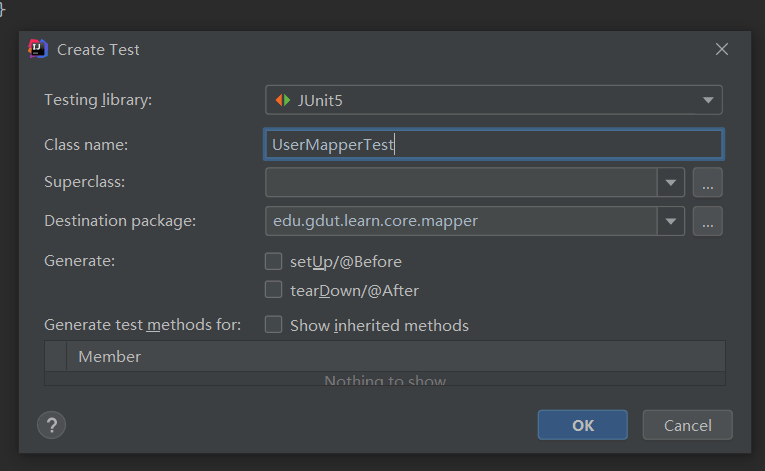 }
Create Test
Testing library: JUnit5
Class name: UserMapperTest
Superclass: ...
Destination package: edu.gdut.learn.core.mapper ...
Generate: setUp/@Before
tearDown/@After
Generate test methods for: Show inherited methods
Member
Nothing to show
? OK Cancel